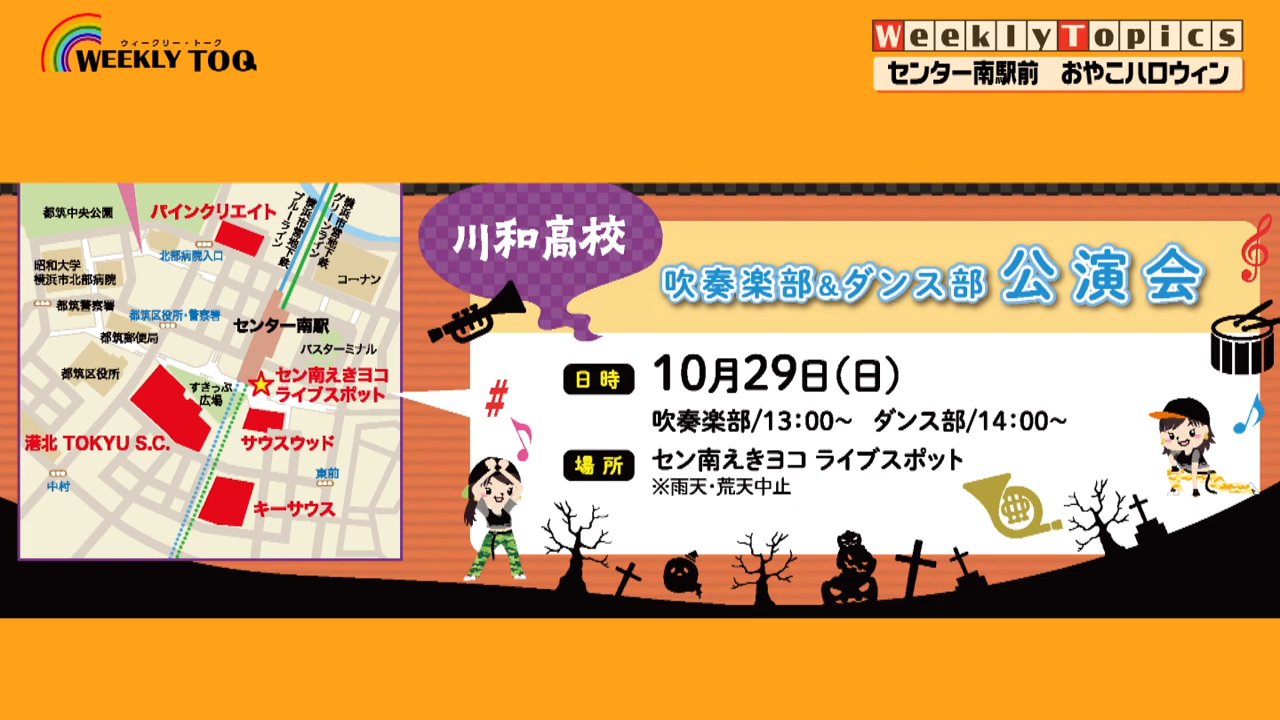 ウィークリー・トーク
WEEKLY TOQ
Weekly Topics
センター南駅前 おやこハロウィン
都筑中央公園
パインクリエイト
横浜市営地下鉄
ブルーライン
横浜市営地下鉄
グリーンライン
北部病院入口
昭和大学
横浜市北部病院
コーナン
都筑警察署
都筑区役所・警察署
センター南駅
都筑郵便局
バスターミナル
都筑区役所
すきっぷ
広場
セン南えきヨコ
ライブスポット
港北 TOKYU S.C.
サウスウッド
中村
東前
キーサウス
川和高校
吹奏楽部&ダンス部 公演会
日時
10月29日(日)
吹奏楽部/13:00~ ダンス部/14:00~
場所
セン南えきヨコ ライブスポット
※雨天・荒天中止